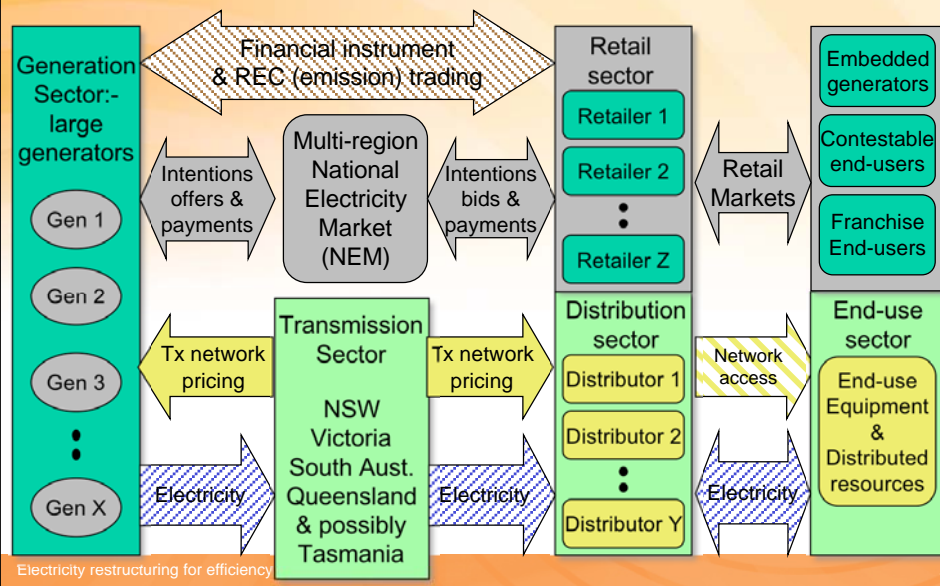 Generation
Sector:-
large
generators
Gen 1
Gen 2
Gen 3
Gen X
Financial instrument
& REC (emission) trading
Intentions
offers &
payments
Multi-region
National
Electricity
Market
(NEM)
Intentions
bids &
payments
Retail
sector
Retailer 1
Retailer 2
Retailer Z
Retail
Markets
Embedded
generators
Contestable
end-users
Franchise
End-users
Tx network
pricing
Transmission
Sector
NSW
Victoria
South Aust.
Queensland
& possibly
Tasmania
Tx network
pricing
Distribution
sector
Distributor 1
Distributor 2
Distributor Y
Network
access
End-use
sector
End-use
Equipment
&
Distributed
resources
Electricity
Electricity
Electricity
Electricity restructuring for efficiency